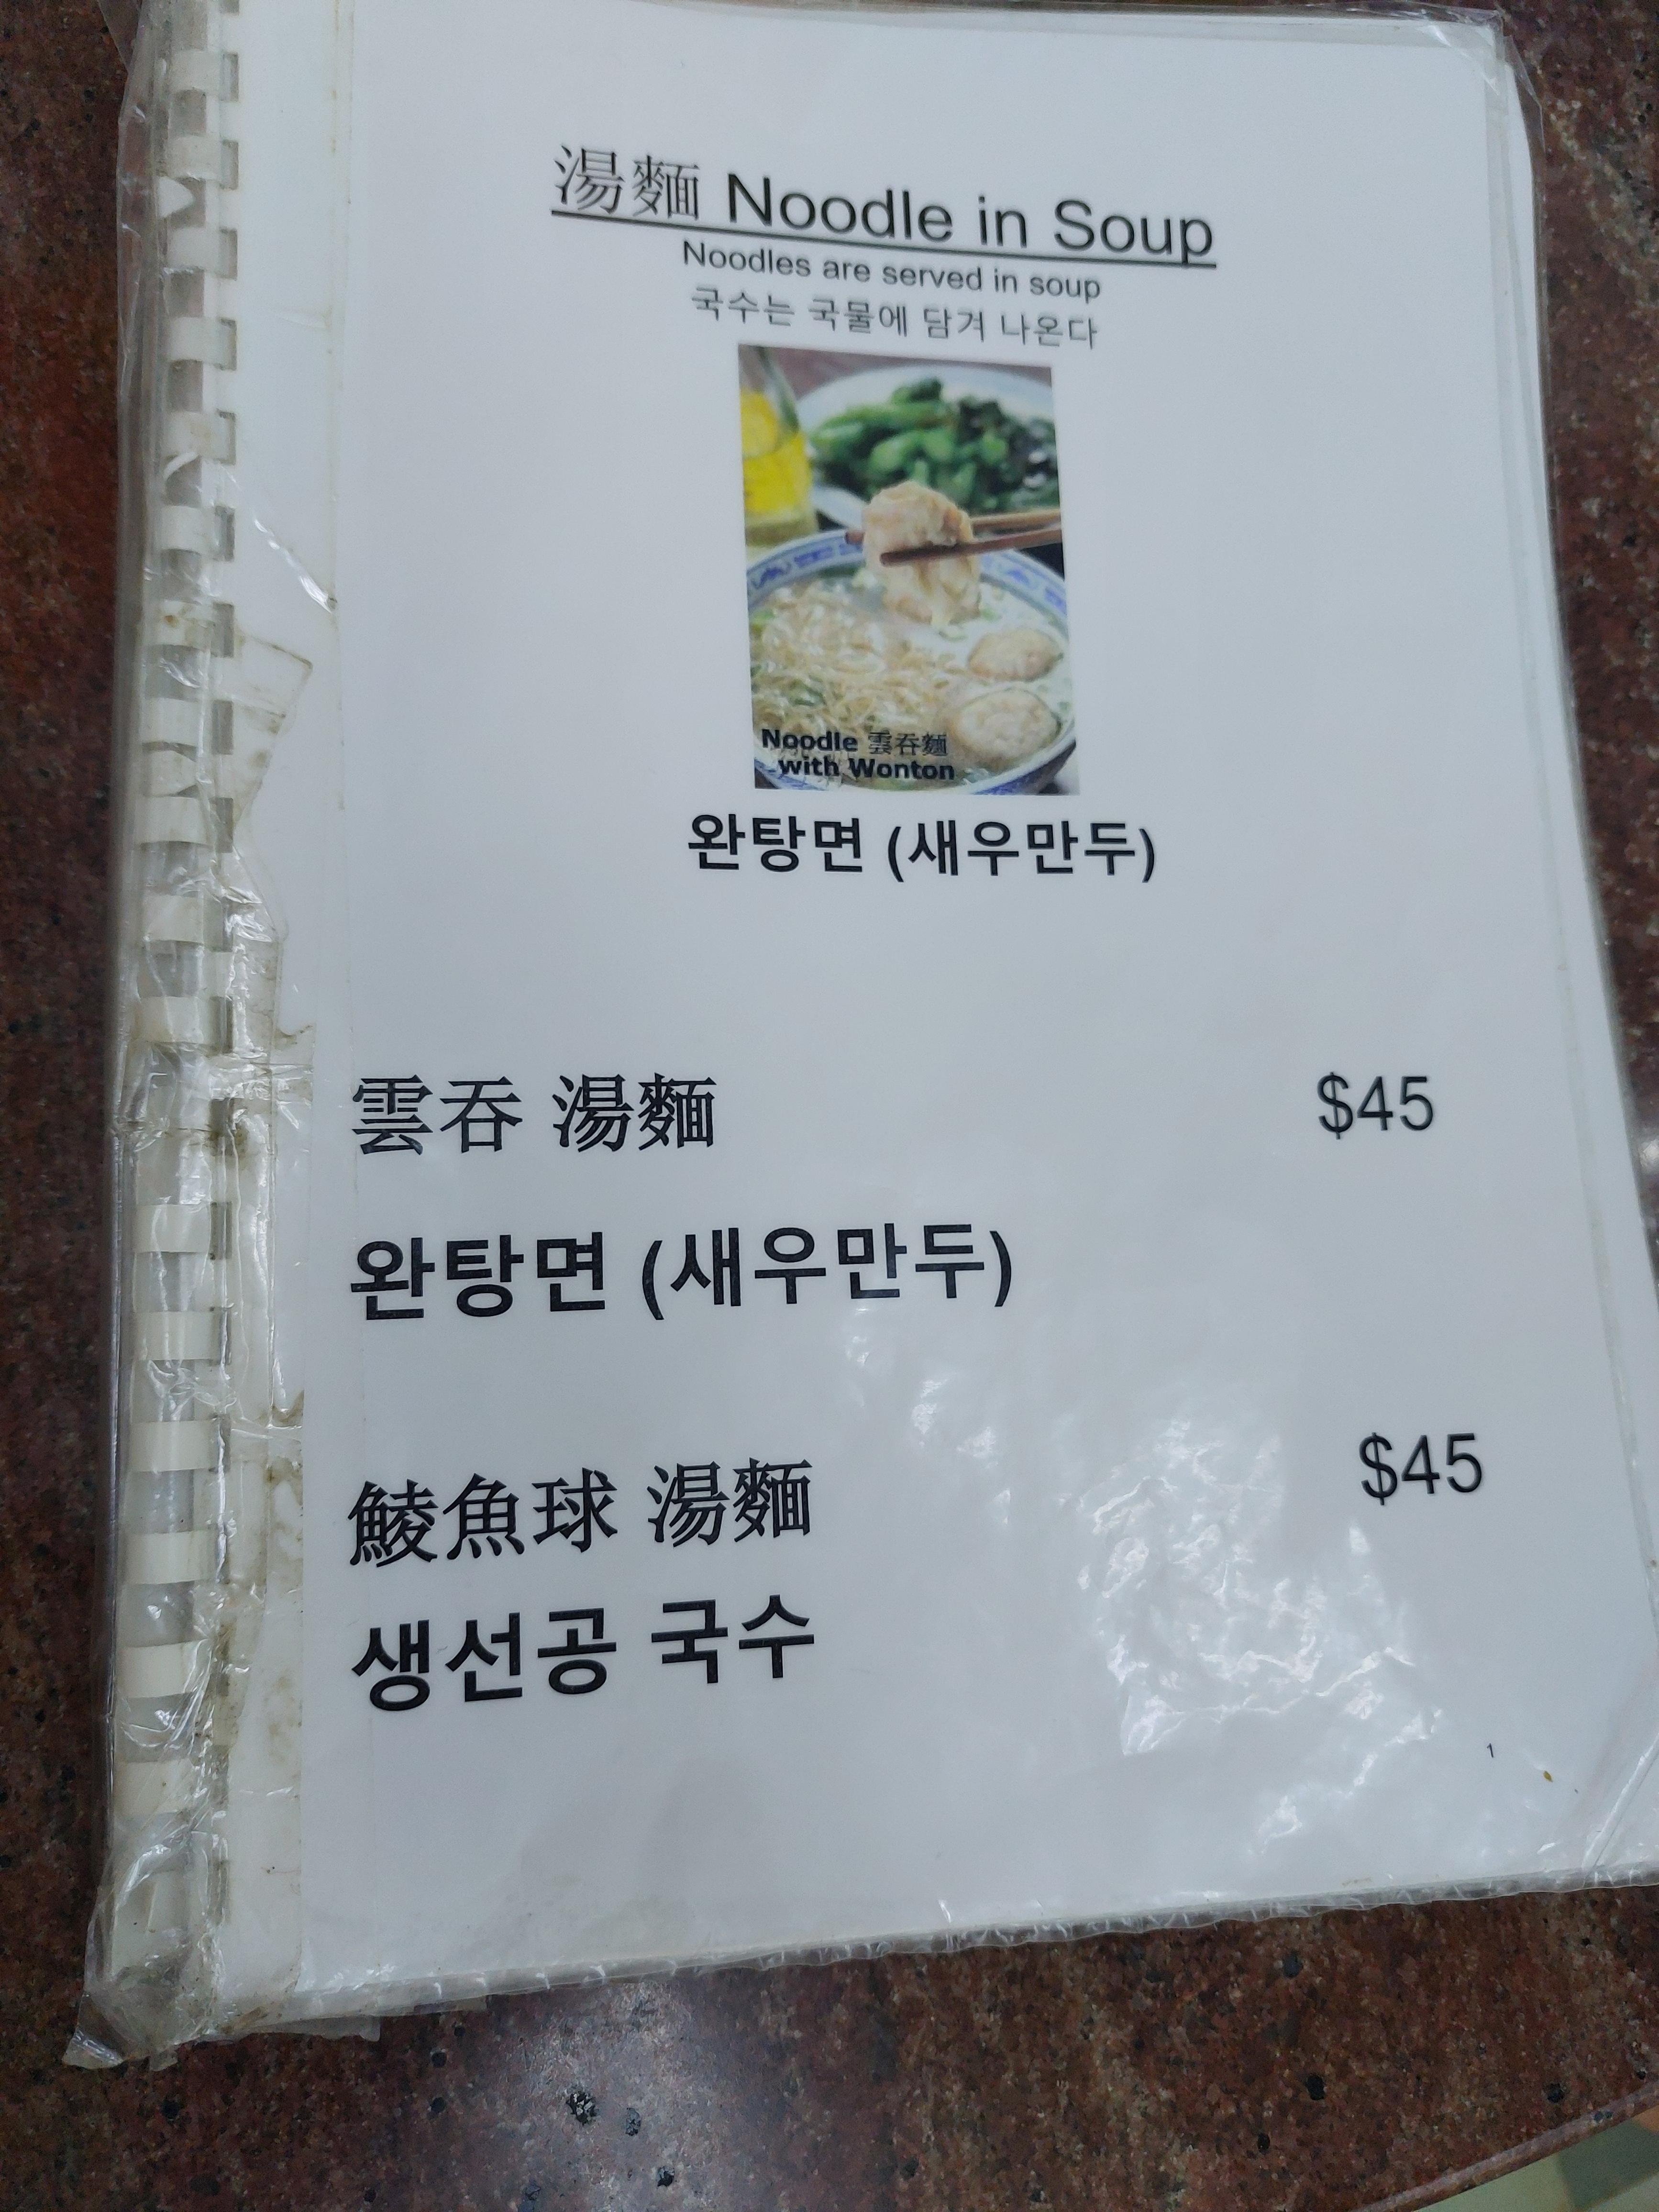 湯麵 Noodle in Soup
Noodles are served in soup
국수는 국물에 담겨 나온다
Noodle 雲吞麵
with Wonton
완탕면 (새우만두)
雲吞 湯麵 $45
완탕면 (새우만두)
鯪魚球 湯麵 $45
생선공 국수
1